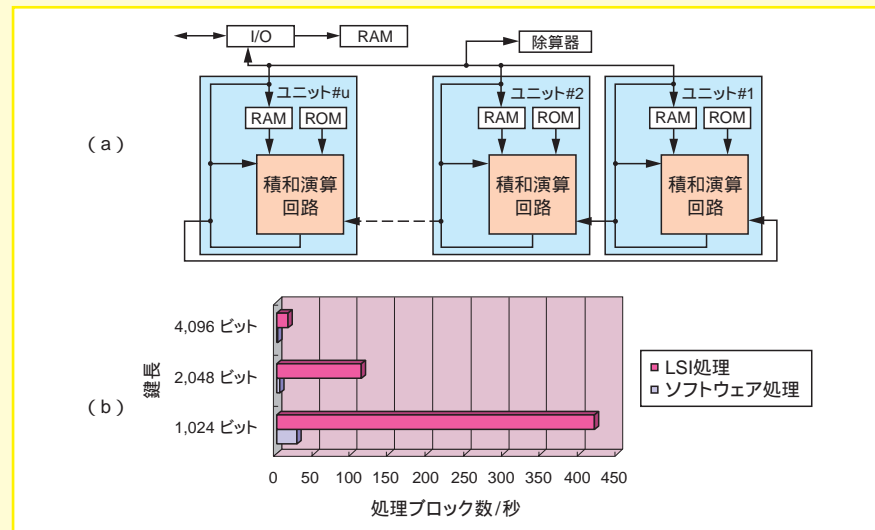 I/O
RAM
除算器
(a)
ユニット#u
RAM
ROM
積和演算
回路
ユニット#2
RAM
ROM
積和演算
回路
ユニット#1
RAM
ROM
積和演算
回路
(b)
鍵長
4,096 ビット
2,048 ビット
1,024 ビット
0 50 100 150 200 250 300 350 400 450
処理ブロック数/秒
LSI処理
ソフトウェア処理